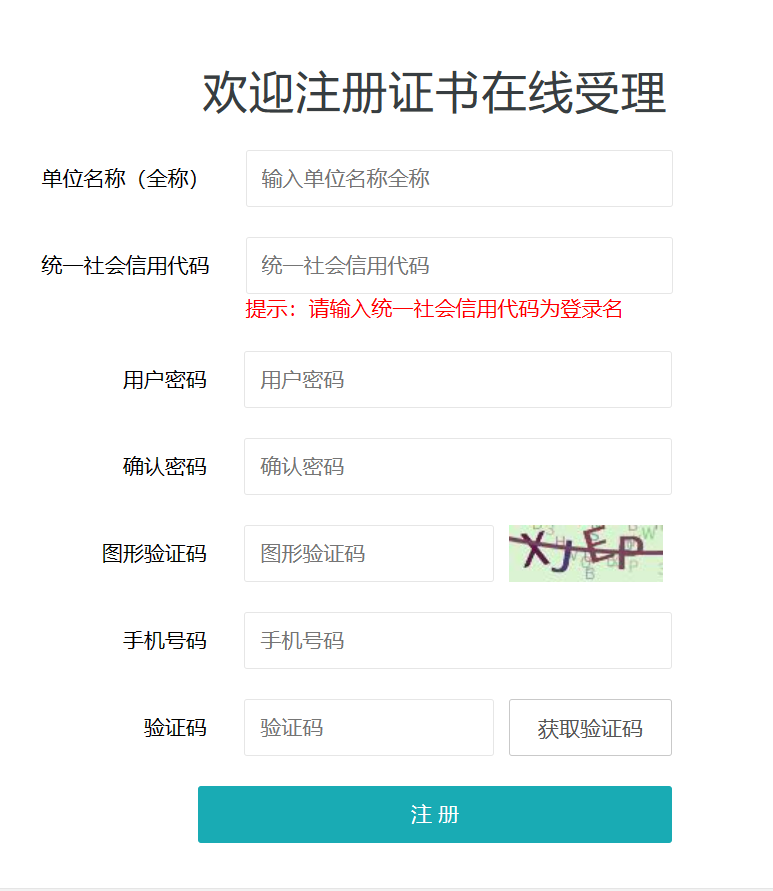 欢迎注册证书在线受理
单位名称（全称） 输入单位名称全称
统一社会信用代码 统一社会信用代码
提示：请输入统一社会信用代码为登录名
用户密码 用户密码
确认密码 确认密码
图形验证码 图形验证码 XJEP
手机号码 手机号码
验证码 验证码 获取验证码
注 册